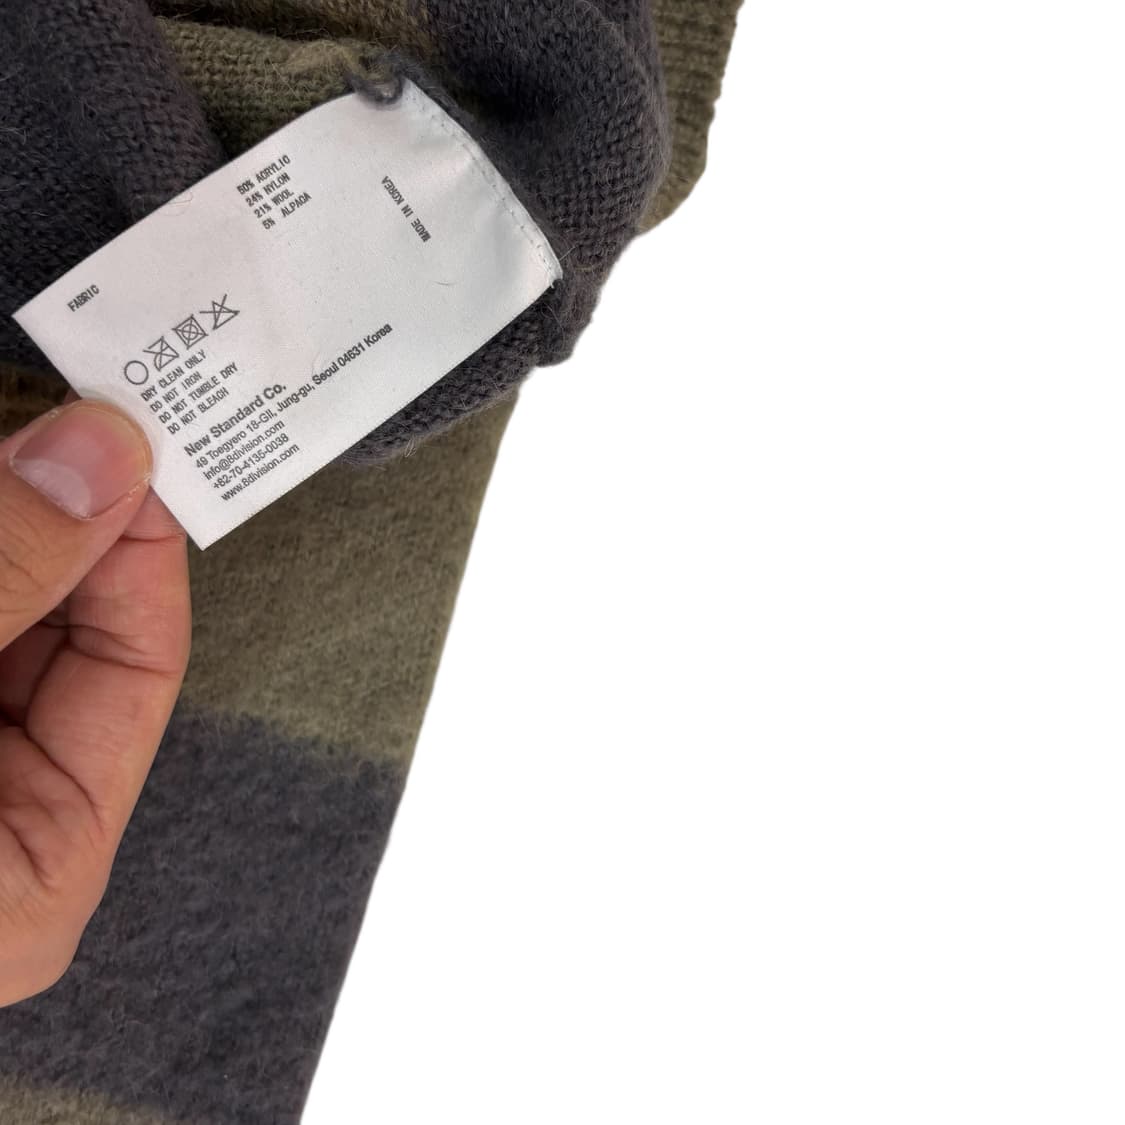 FABRIC
50% ACRYLIC
24% NYLON
21% WOOL
5% ALPACA
MADE IN KOREA
DRY CLEAN ONLY
DO NOT IRON
DO NOT TUMBLE DRY
DO NOT BLEACH
New Standard Co.
49 Toegyero 18-Gil, Jung-gu, Seoul 04631 Korea
info@8division.com
+82-70-4135-0038
www.8division.com